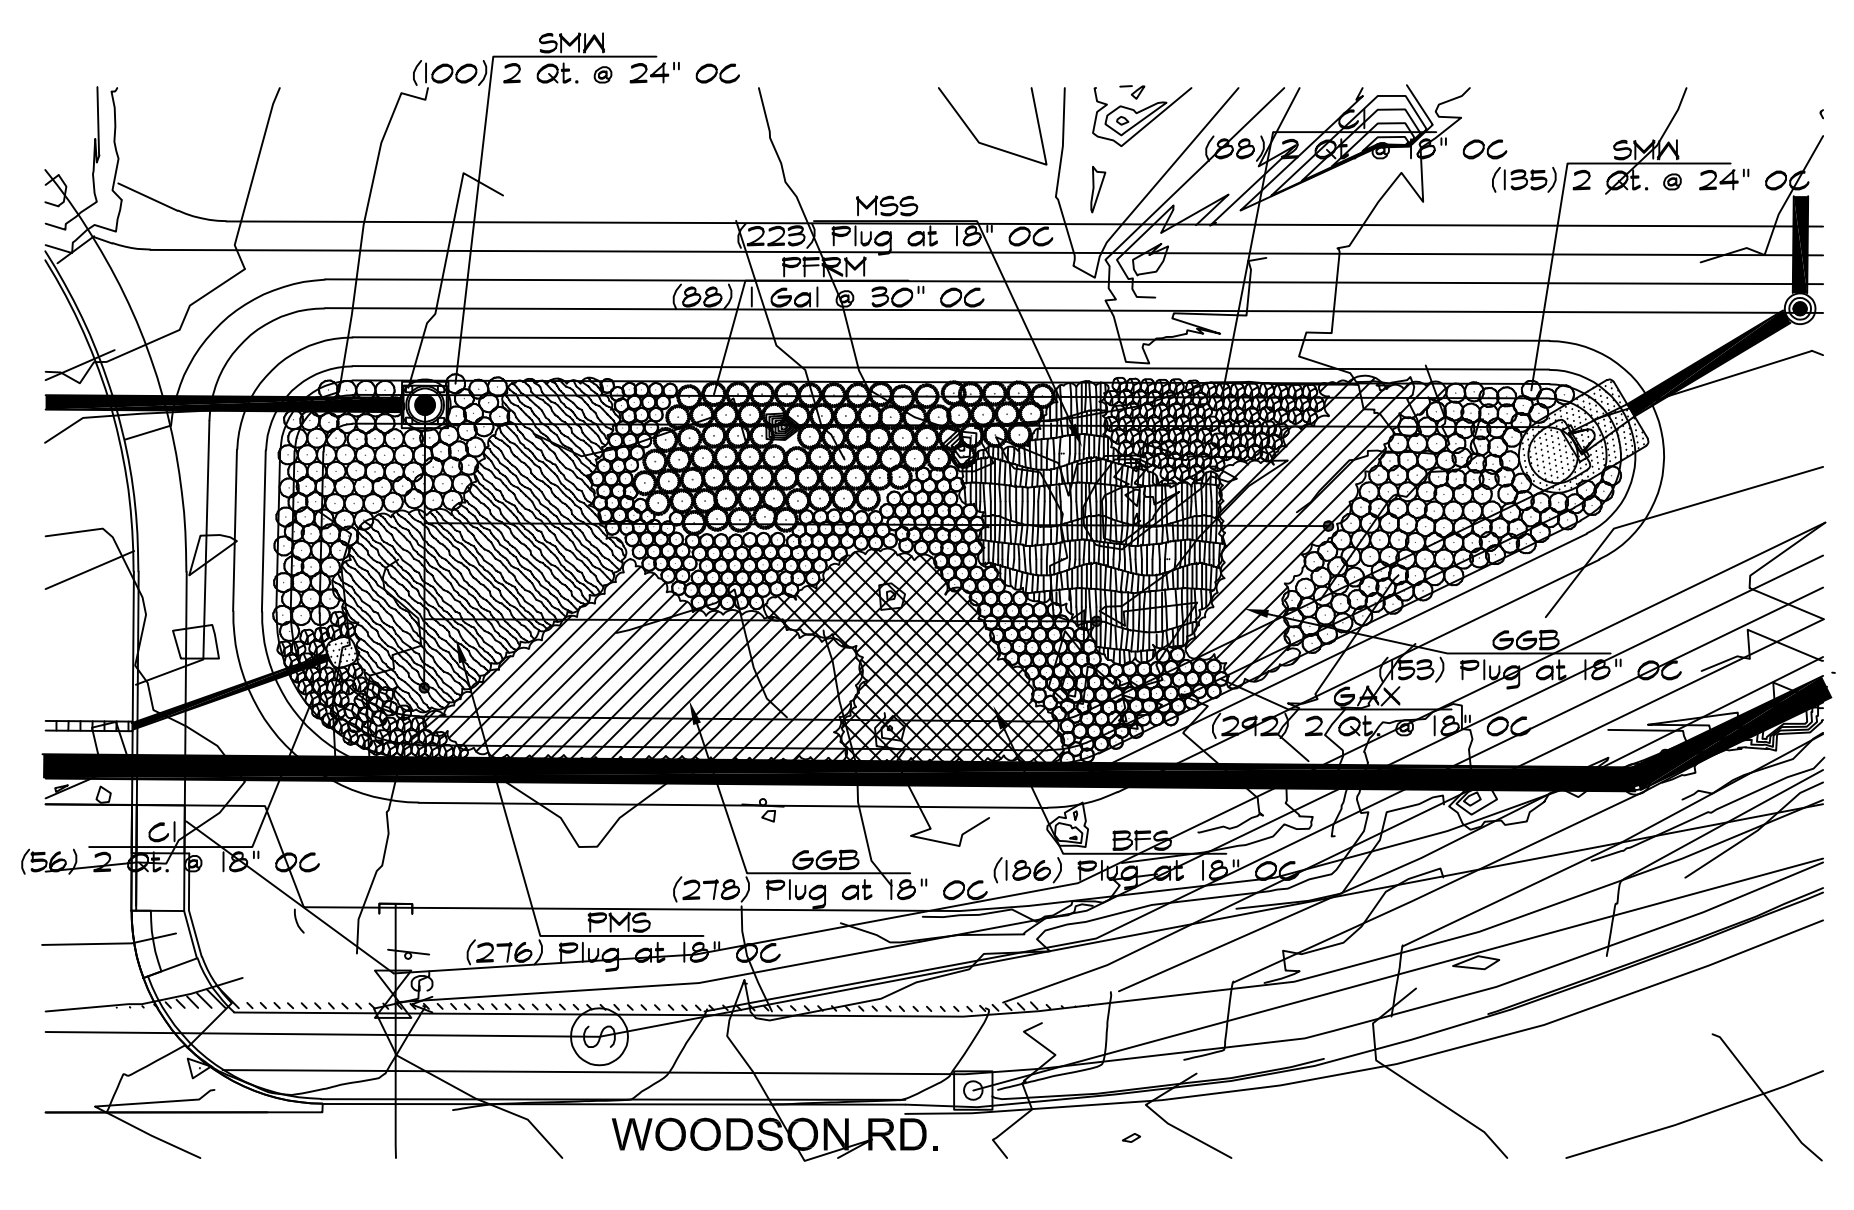 SMW
(100) 2 Qt. @ 24" OC
CI
(88) 2 Qt @ 18" OC
SMW
(135) 2 Qt. @ 24" OC
MSS
(223) Plug at 18" OC
PFRM
(88) 1 Gal @ 30" OC
GGB
(153) Plug at 18" OC
GAX
(292) 2 Qt. @ 18" OC
CI
(56) 2 Qt. @ 18" OC
BFS
(186) Plug at 18" OC
GGB
(278) Plug at 18" OC
PMS
(276) Plug at 18" OC
S
WOODSON RD.